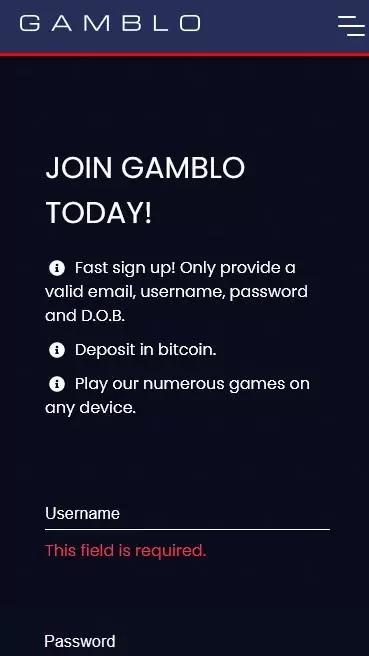 GAMBLO
JOIN GAMBLO
TODAY!
Fast sign up! Only provide a
valid email, username, password
and D.O.B.
Deposit in bitcoin.
Play our numerous games on
any device.
Username
This field is required.
Password